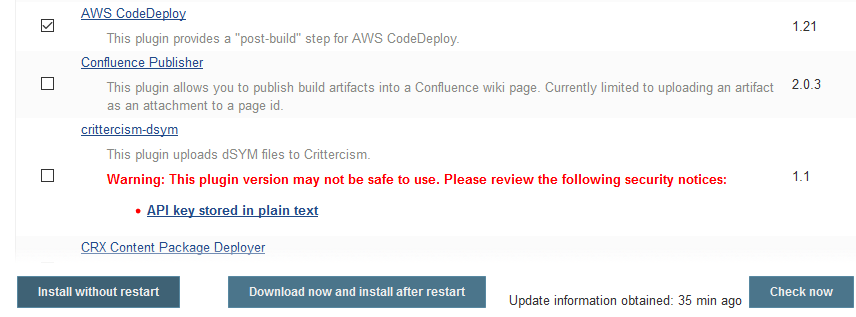 AWS CodeDeploy
This plugin provides a "post-build" step for AWS CodeDeploy.
1.21
Confluence Publisher
This plugin allows you to publish build artifacts into a Confluence wiki page. Currently limited to uploading an artifact
as an attachment to a page id.
2.0.3
crittercism-dsym
This plugin uploads dSYM files to Crittercism.
Warning: This plugin version may not be safe to use. Please review the following security notices:
1.1
• API key stored in plain text
CRX Content Package Deployer
Install without restart
Download now and install after restart
Update information obtained: 35 min ago
Check now